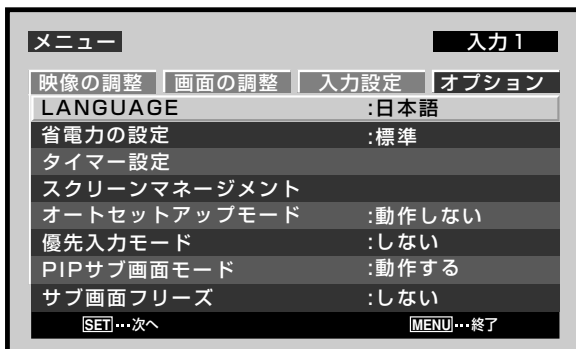 メニュー 入力1
映像の調整 画面の調整 入力設定 オプション
LANGUAGE :日本語
省電力の設定 :標準
タイマー設定
スクリーンマネージメント
オートセットアップモード :動作しない
優先入力モード :しない
PIPサブ画面モード :動作する
サブ画面フリーズ :しない
SET…次へ MENU…終了